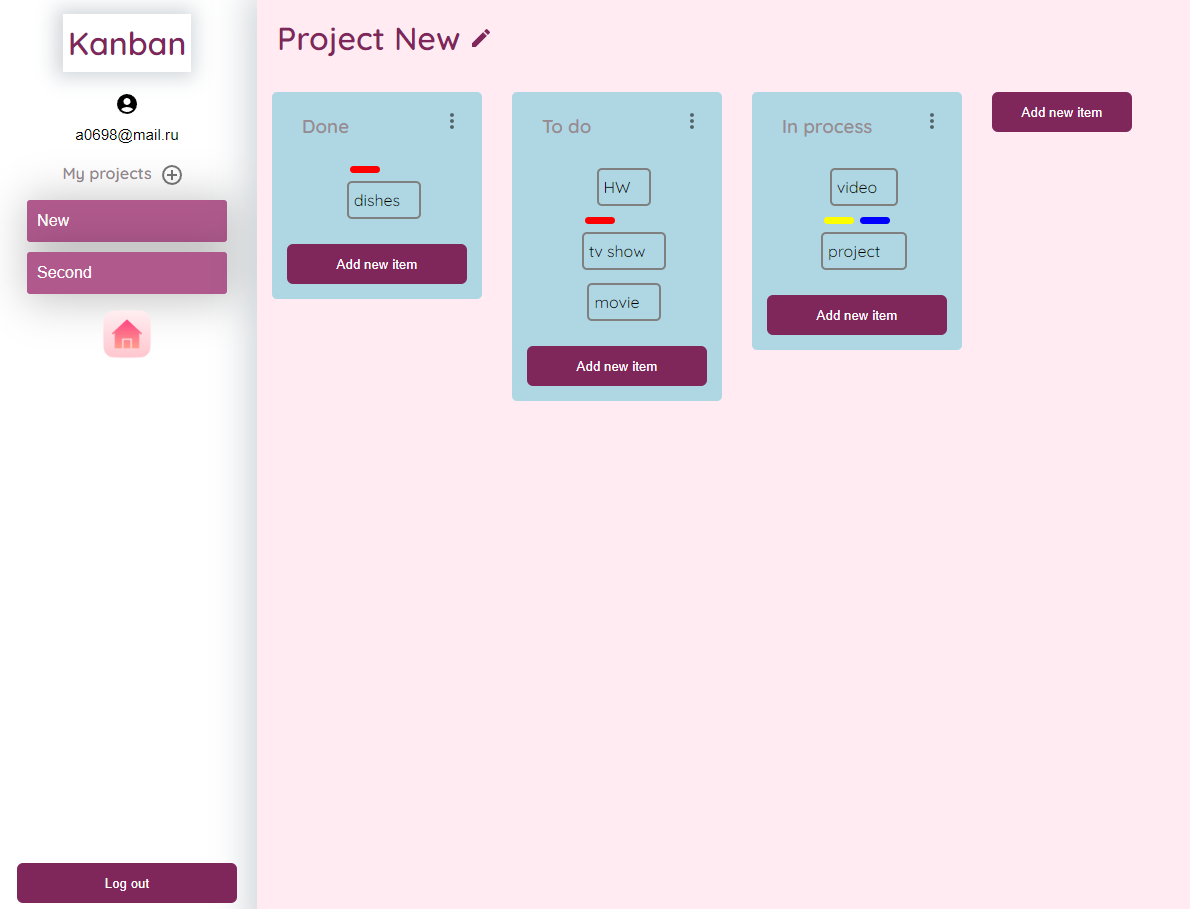 Kanban
a0698@mail.ru
My projects
New
Second
Log out
Project New
Done
dishes
Add new item
To do
HW
tv show
movie
Add new item
In process
video
project
Add new item
Add new item